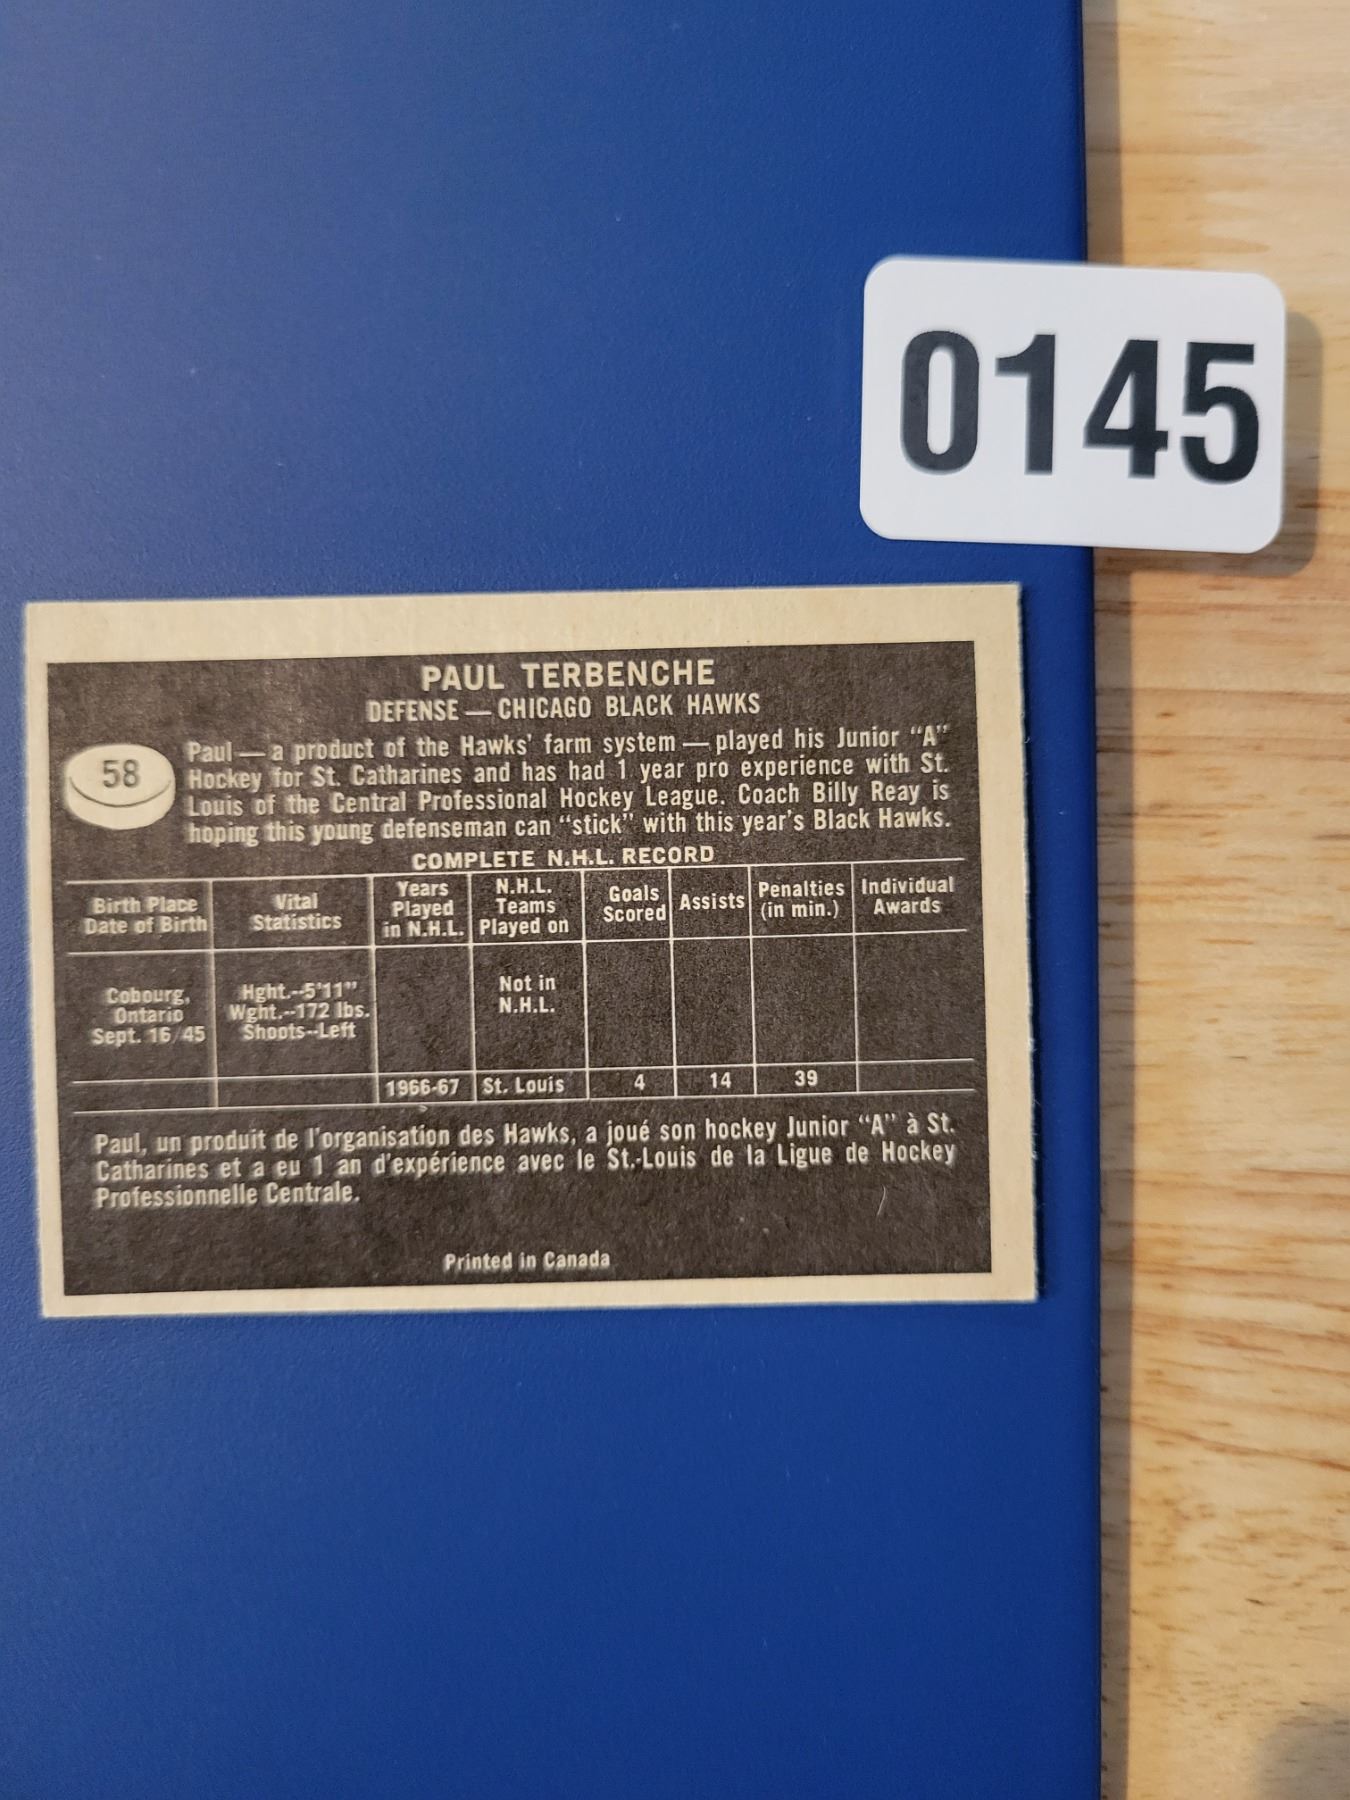 0145
PAUL TERBENCHE
DEFENSE — CHICAGO BLACK HAWKS
58
Paul — a product of the Hawks' farm system — played his Junior "A"
Hockey for St. Catharines and has had 1 year pro experience with St.
Louis of the Central Professional Hockey League. Coach Billy Reay is
hoping this young defenseman can "stick" with this year's Black Hawks.
COMPLETE N.H.L. RECORD
Birth Place
Date of Birth
Vital
Statistics
Years
Played
in N.H.L.
N.H.L.
Teams
Played on
Goals
Scored
Assists
Penalties
(in min.)
Individual
Awards
Cobourg,
Ontario
Sept. 16/45
Hght.--5'11"
Wght.--172 lbs.
Shoots--Left
Not in
N.H.L.
1966-67 St. Louis 4 14 39
Paul, un produit de l'organisation des Hawks, a joué son hockey Junior "A" à St.
Catharines et a eu 1 an d'expérience avec le St.-Louis de la Ligue de Hockey
Professionnelle Centrale.
Printed in Canada